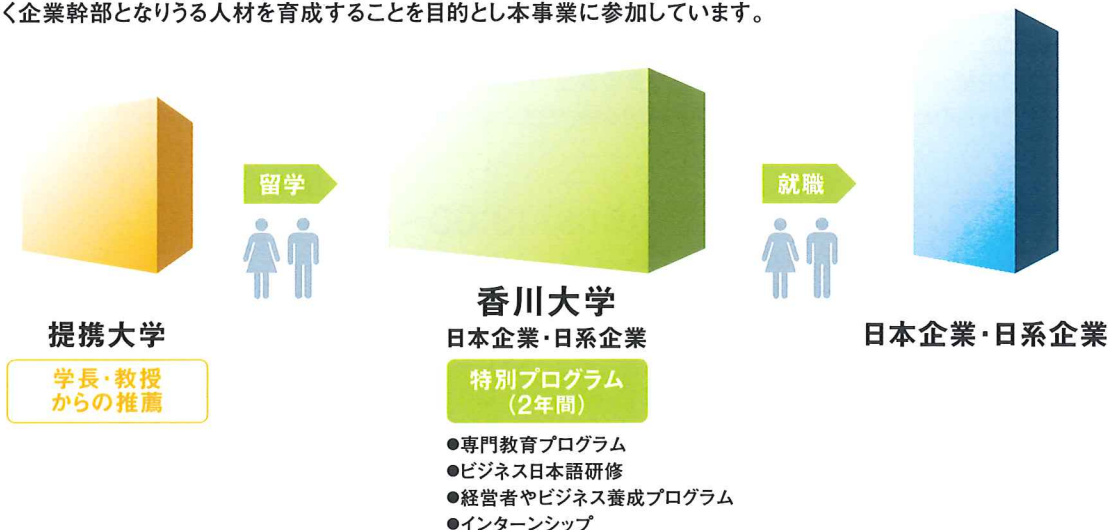 く企業幹部となりうる人材を育成することを目的とし本事業に参加しています。
留学
就職
提携大学
学長・教授
からの推薦
香川大学
日本企業・日系企業
特別プログラム
(2年間)
●専門教育プログラム
●ビジネス日本語研修
●経営者やビジネス養成プログラム
●インターンシップ
日本企業・日系企業